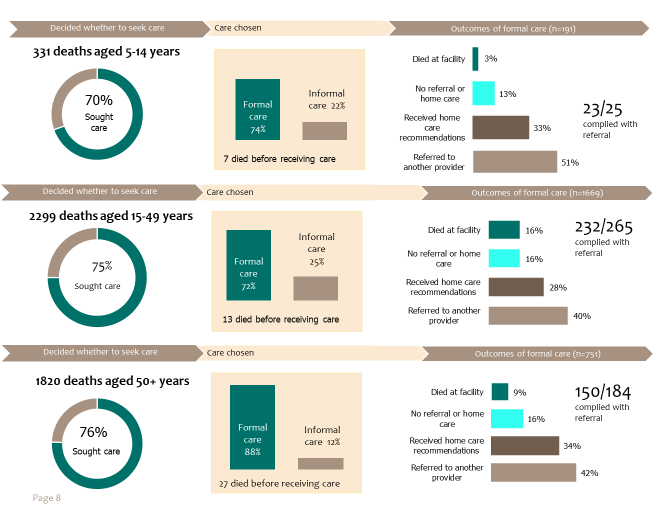 Decided whether to seek care
Care chosen
Outcomes of formal care (n=191)
331 deaths aged 5-14 years
70%
Sought
care
Formal
care
74%
Informal
care 22%
7 died before receiving care
Died at facility
3%
No referral or
home care
13%
Received home
care
recommendations
33%
Referred to
another provider
51%
23/25
complied with
referral
Decided whether to seek care
Care chosen
Outcomes of formal care (n=1669)
2299 deaths aged 15-49 years
75%
Sought care
Formal
care
72%
Informal
care
25%
13 died before receiving care
Died at facility
16%
No referral or home
care
16%
Received home care
recommendations
28%
Referred to another
provider
40%
232/265
complied with
referral
Decided whether to seek care
Care chosen
Outcomes of formal care (n=751)
1820 deaths aged 50+ years
76%
Sought care
Formal
care
88%
Informal
care 12%
27 died before receiving care
Died at facility
9%
No referral or home
care
16%
Received home care
recommendations
34%
Referred to another
provider
42%
150/184
complied with
referral
Page 8